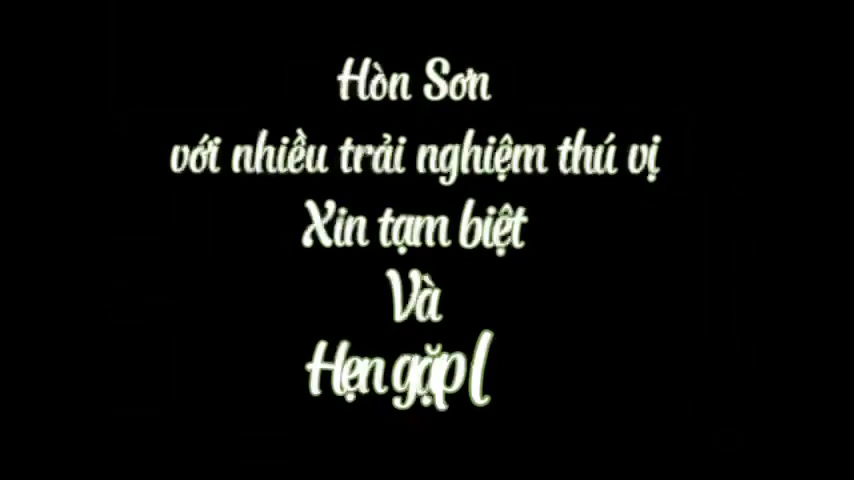 Hòn Sơn
với nhiều trải nghiệm thú vị
Xin tạm biệt
Và
Hẹn gặp